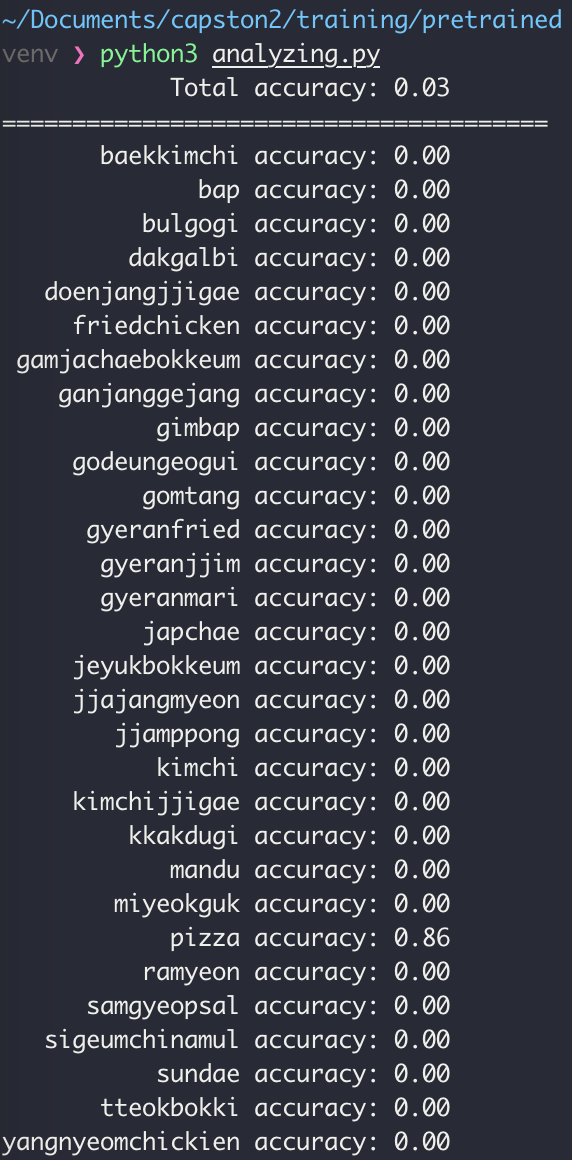 ~/Documents/capston2/training/pretrained
venv ❯ python3 analyzing.py
Total accuracy: 0.03
=======================================
baekkimchi accuracy: 0.00
bap accuracy: 0.00
bulgogi accuracy: 0.00
dakgalbi accuracy: 0.00
doenjangjjigae accuracy: 0.00
friedchicken accuracy: 0.00
gamjachaebokkeum accuracy: 0.00
ganjanggejang accuracy: 0.00
gimbap accuracy: 0.00
godeungeogui accuracy: 0.00
gomtang accuracy: 0.00
gyeranfried accuracy: 0.00
gyeranjjim accuracy: 0.00
gyeranmari accuracy: 0.00
japchae accuracy: 0.00
jeyukbokkeum accuracy: 0.00
jjajangmyeon accuracy: 0.00
jjamppong accuracy: 0.00
kimchi accuracy: 0.00
kimchijjigae accuracy: 0.00
kkakdugi accuracy: 0.00
mandu accuracy: 0.00
miyeokguk accuracy: 0.00
pizza accuracy: 0.86
ramyeon accuracy: 0.00
samgyeopsal accuracy: 0.00
sigeumchinamul accuracy: 0.00
sundae accuracy: 0.00
tteokbokki accuracy: 0.00
yangnyeomchickien accuracy: 0.00